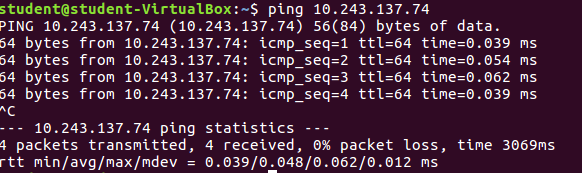 student@student-VirtualBox:~$ ping 10.243.137.74
PING 10.243.137.74 (10.243.137.74) 56(84) bytes of data.
64 bytes from 10.243.137.74: icmp_seq=1 ttl=64 time=0.039 ms
64 bytes from 10.243.137.74: icmp_seq=2 ttl=64 time=0.054 ms
64 bytes from 10.243.137.74: icmp_seq=3 ttl=64 time=0.062 ms
64 bytes from 10.243.137.74: icmp_seq=4 ttl=64 time=0.039 ms
^C
--- 10.243.137.74 ping statistics ---
4 packets transmitted, 4 received, 0% packet loss, time 3069ms
rtt min/avg/max/mdev = 0.039/0.048/0.062/0.012 ms